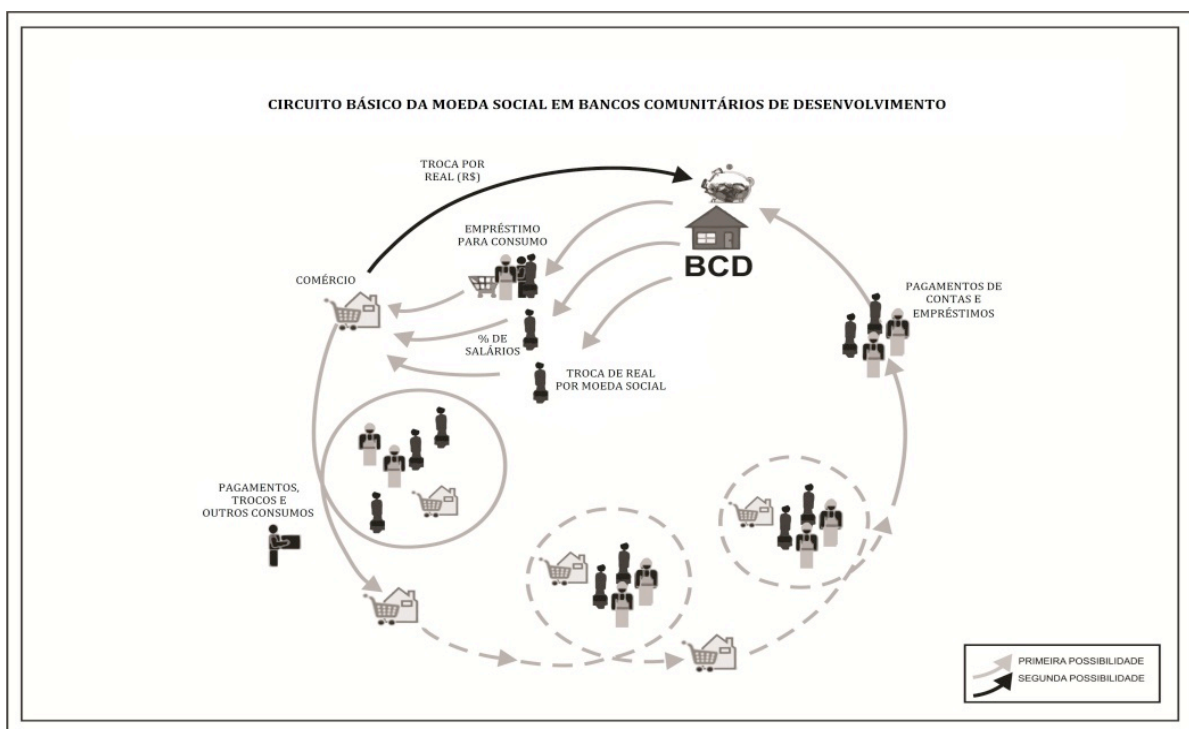 CIRCUITO BÁSICO DA MOEDA SOCIAL EM BANCOS COMUNITÁRIOS DE DESENVOLVIMENTO
TROCA POR
REAL (R$)
EMPRÉSTIMO
PARA CONSUMO
COMÉRCIO
BCD
PAGAMENTOS DE
CONTAS E
EMPRÉSTIMOS
% DE
SALÁRIOS
TROCA DE REAL
POR MOEDA SOCIAL
PAGAMENTOS,
TROCOS E
OUTROS CONSUMOS
PRIMEIRA POSSIBILIDADE
SEGUNDA POSSIBILIDADE